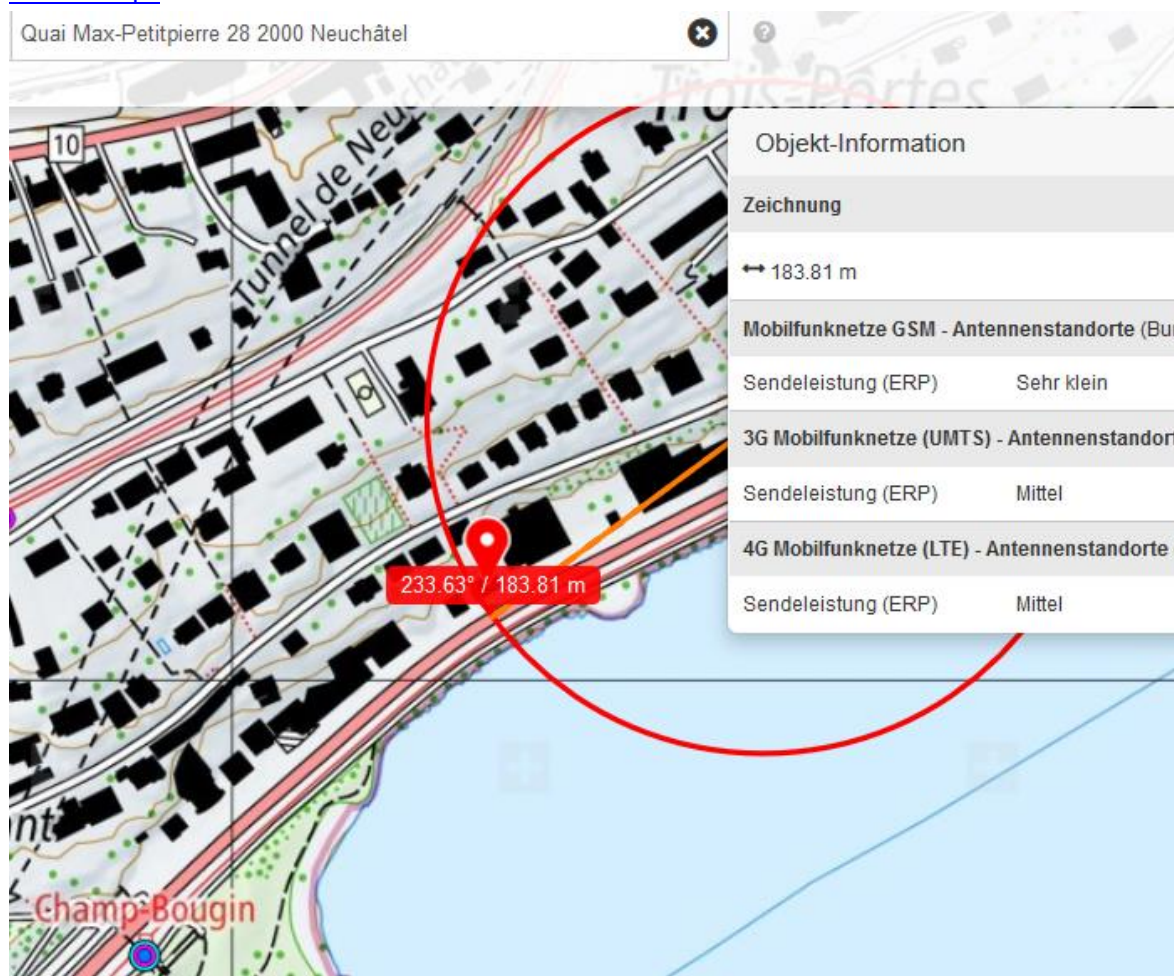 Quai Max-Petitpierre 28 2000 Neuchâtel
?
Trois-Portes
10
Tunnel de Neuchâ
Objekt-Information
Zeichnung
↔ 183.81 m
Mobilfunknetze GSM - Antennenstandorte (Bu
Sendeleistung (ERP) Sehr klein
3G Mobilfunknetze (UMTS) - Antennenstandor
Sendeleistung (ERP) Mittel
4G Mobilfunknetze (LTE) - Antennenstandorte
Sendeleistung (ERP) Mittel
233.63° / 183.81 m
Champ-Bougin